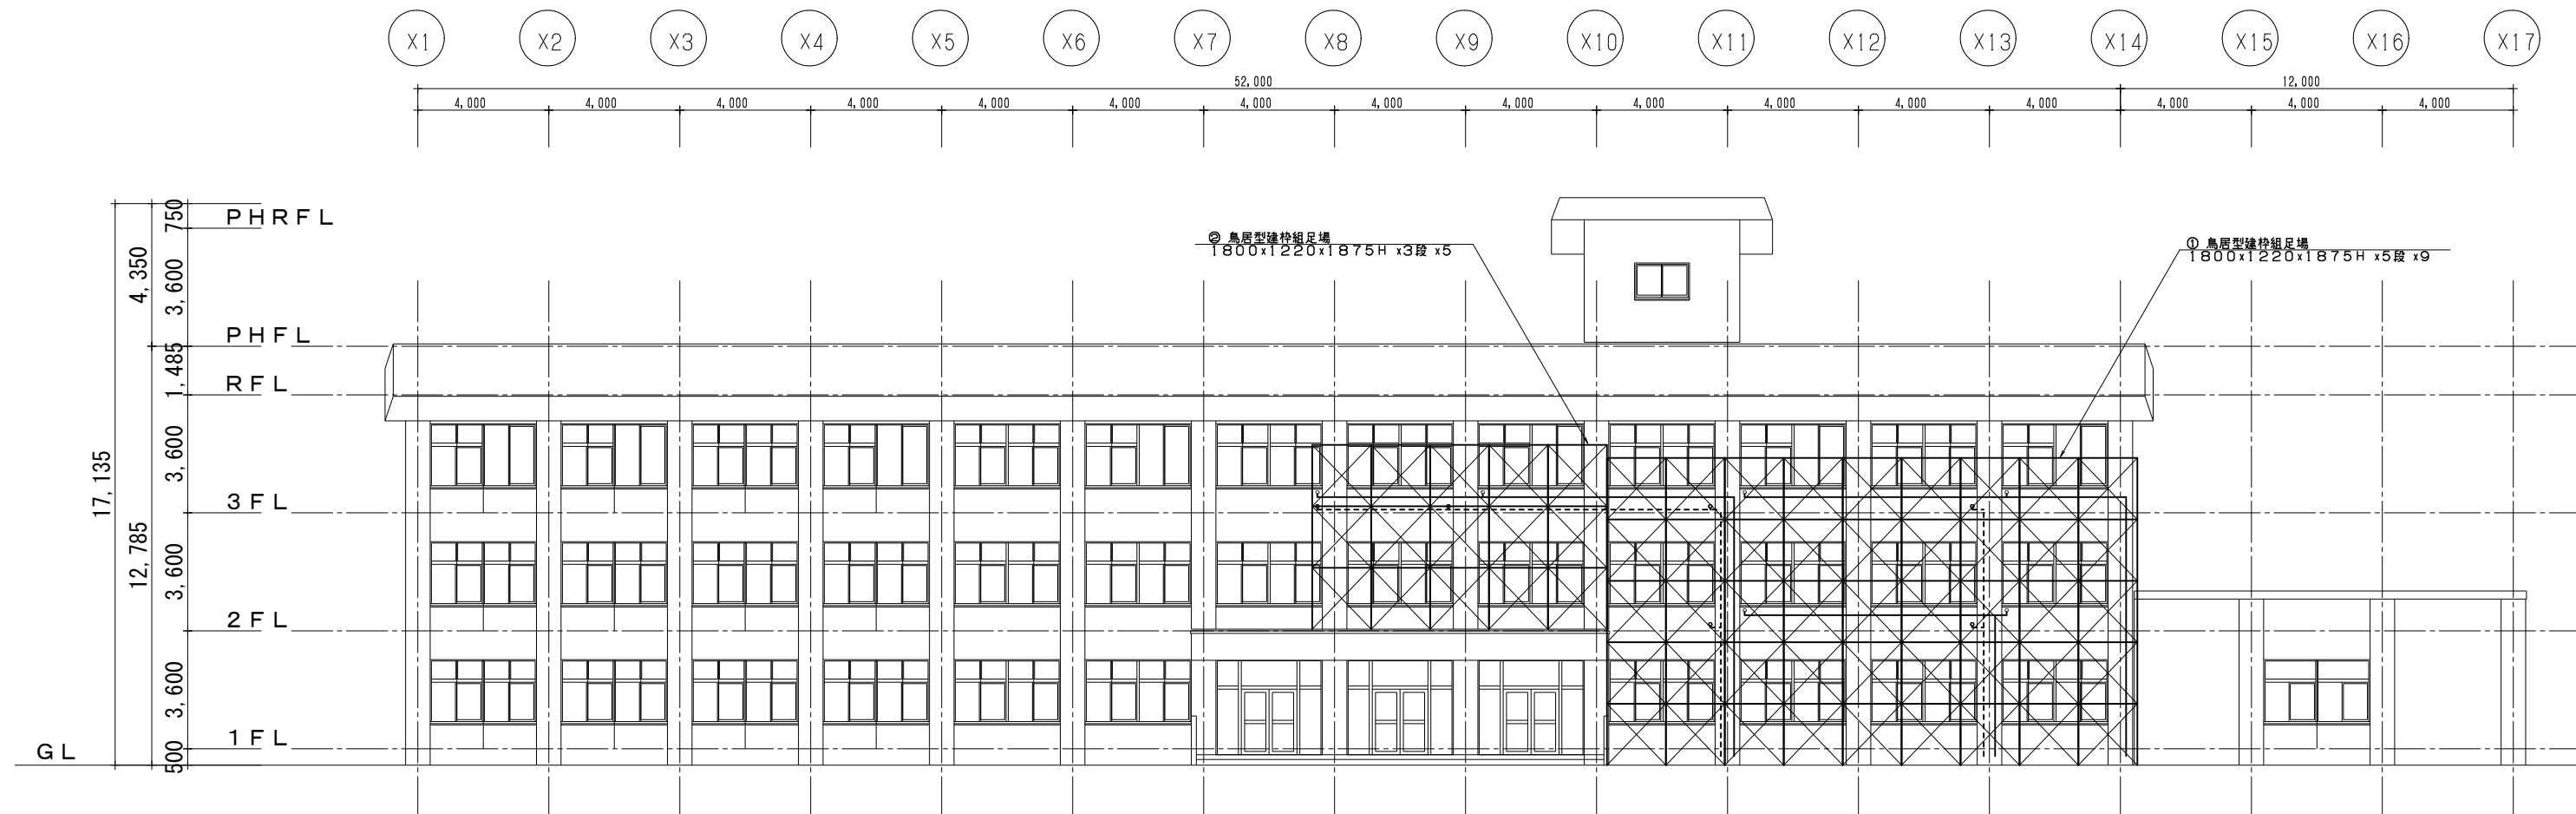 X1 X2 X3 X4 X5 X6 X7 X8 X9 X10 X11 X12 X13 X14 X15 X16 X17
52,000 12,000
4,000 4,000 4,000 4,000 4,000 4,000 4,000 4,000 4,000 4,000 4,000 4,000 4,000 4,000 4,000 4,000
750
PHRFL
② 鳥居型建枠組足場
1800x1220x1875H x3段 x5
① 鳥居型建枠組足場
1800x1220x1875H x5段 x9
4,350
3,600
PHFL
1,485
RFL
17,135
3,600
3FL
12,785
3,600
2FL
3,600
1FL
GL
500